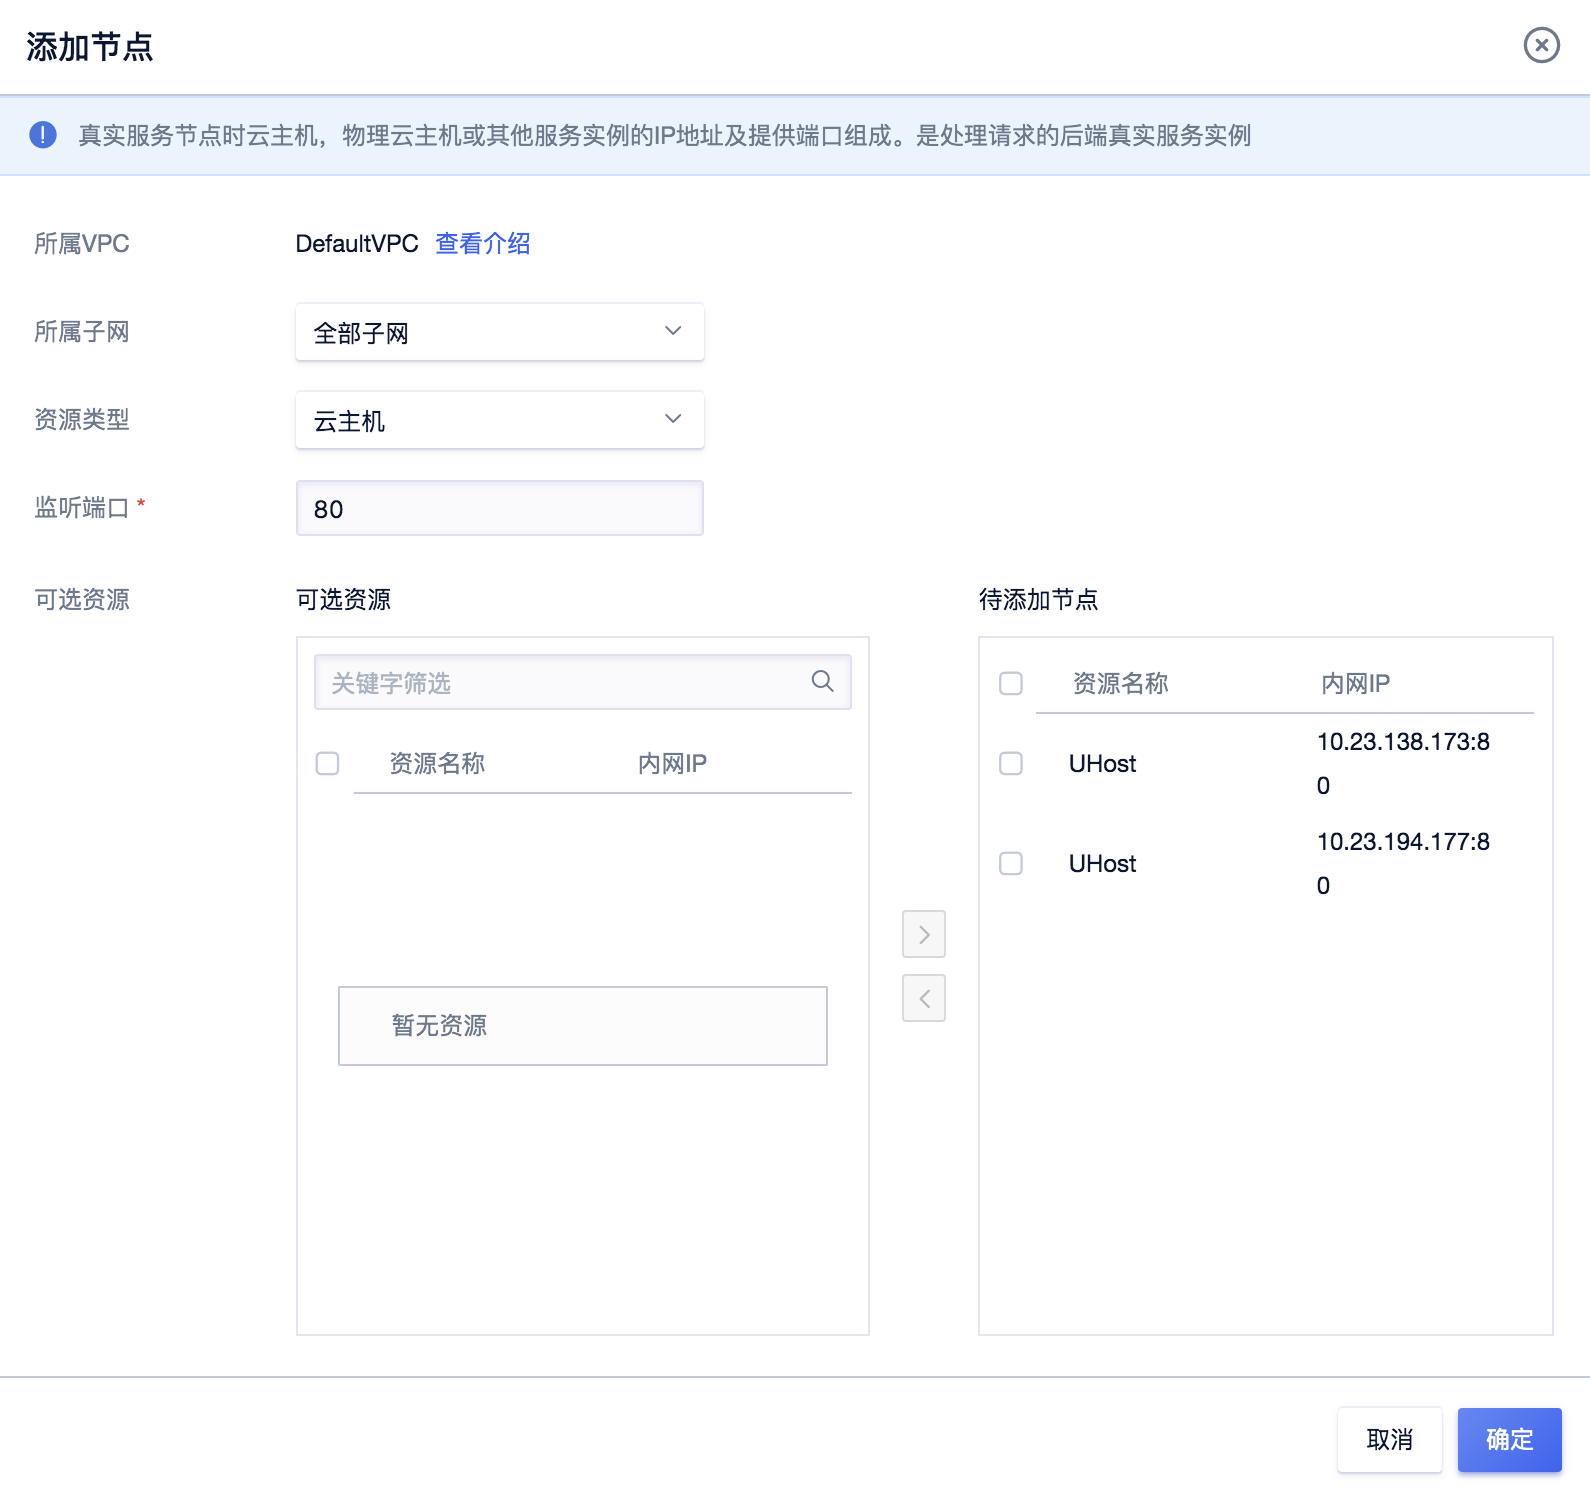 添加节点
真实服务节点时云主机，物理云主机或其他服务实例的IP地址及提供端口组成。是处理请求的后端真实服务实例
所属VPC
DefaultVPC 查看介绍
所属子网
全部子网
资源类型
云主机
监听端口 *
80
可选资源
可选资源
关键字筛选
资源名称 内网IP
暂无资源
待添加节点
资源名称 内网IP
UHost 10.23.138.173:8
0
UHost 10.23.194.177:8
0
取消 确定